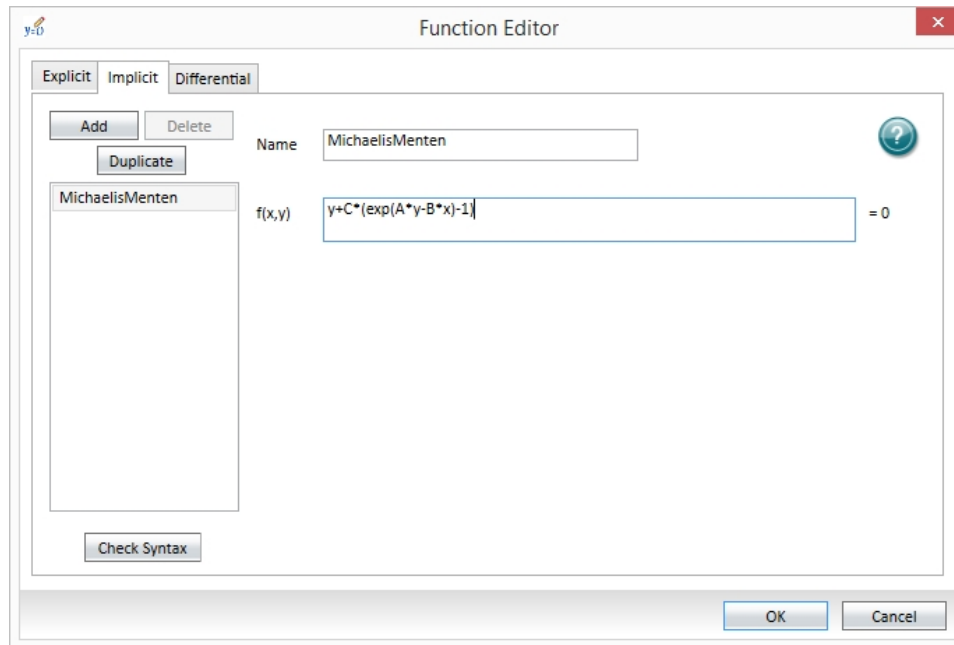 y=()
Function Editor
×
Explicit Implicit Differential
Add Delete
Duplicate
Name MichaelisMenten
?
MichaelisMenten
f(x,y) y+C*(exp(A*y-B*x)-1) = 0
Check Syntax
OK Cancel